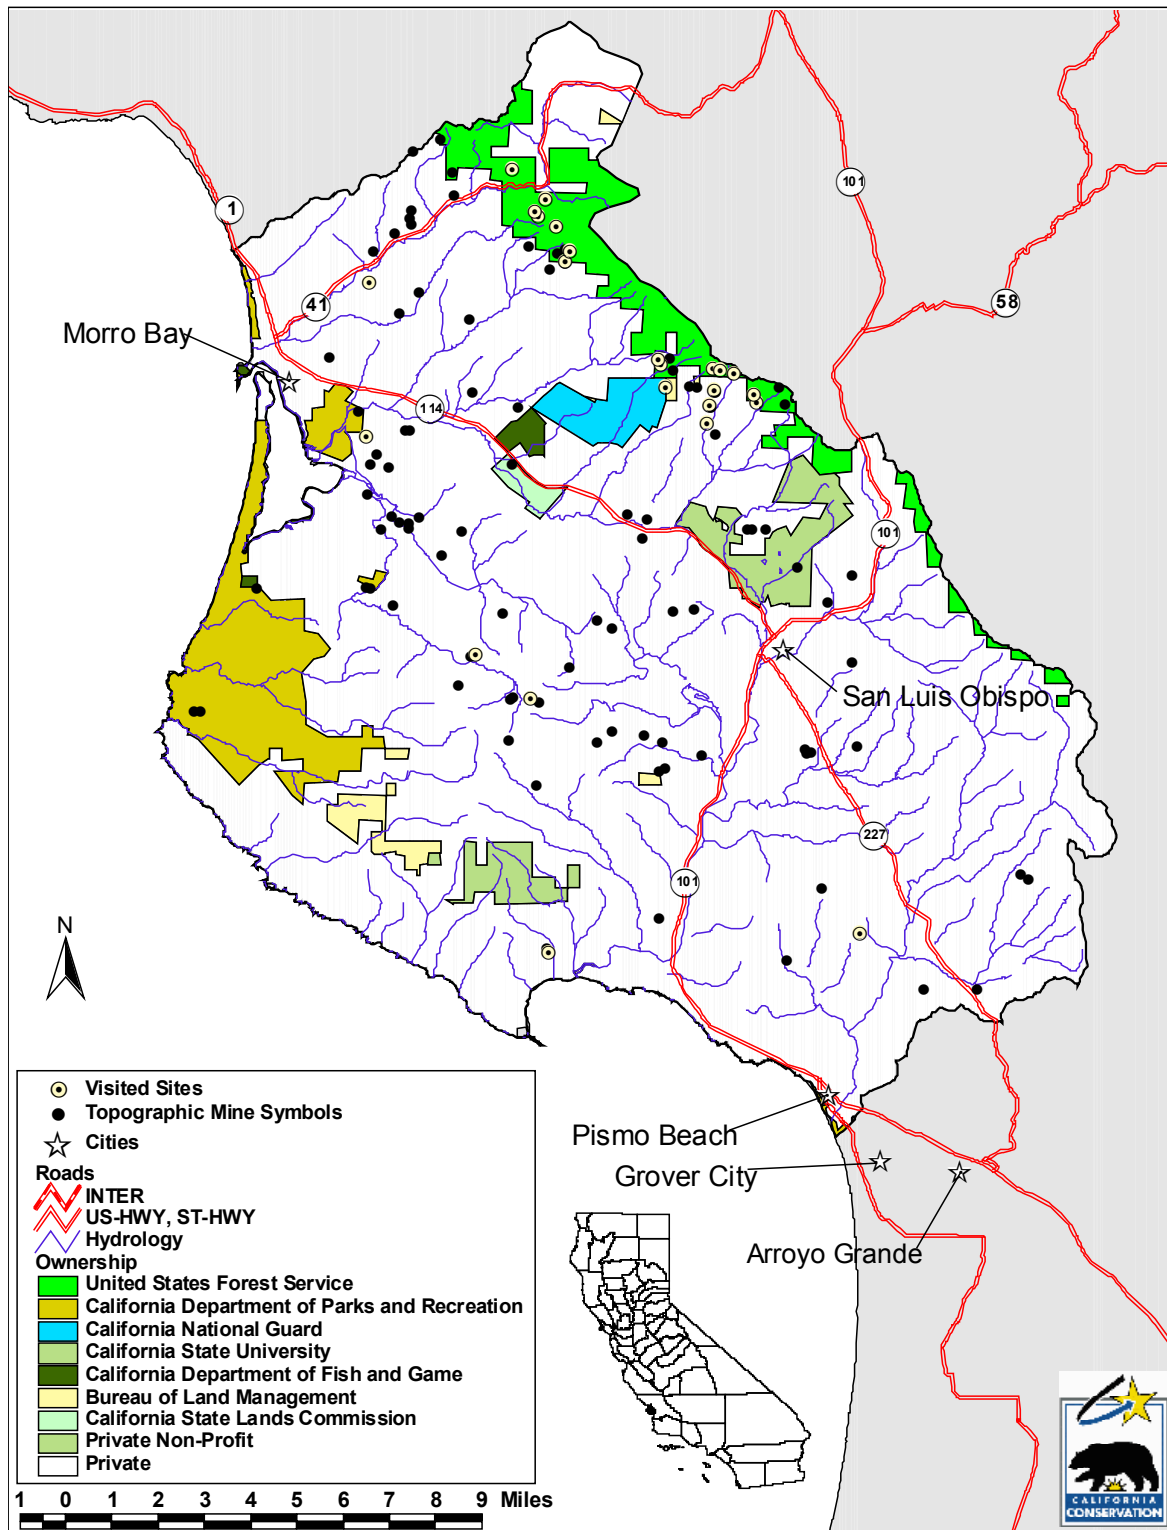 101
1
58
41
Morro Bay
114
101
San Luis Obispo
227
101
N
Visited Sites
Topographic Mine Symbols
Cities
Roads
INTER
US-HWY, ST-HWY
Hydrology
Ownership
United States Forest Service
California Department of Parks and Recreation
California National Guard
California State University
California Department of Fish and Game
Bureau of Land Management
California State Lands Commission
Private Non-Profit
Private
1 0 1 2 3 4 5 6 7 8 9 Miles
Pismo Beach
Grover City
Arroyo Grande
CALIFORNIA
CONSERVATION